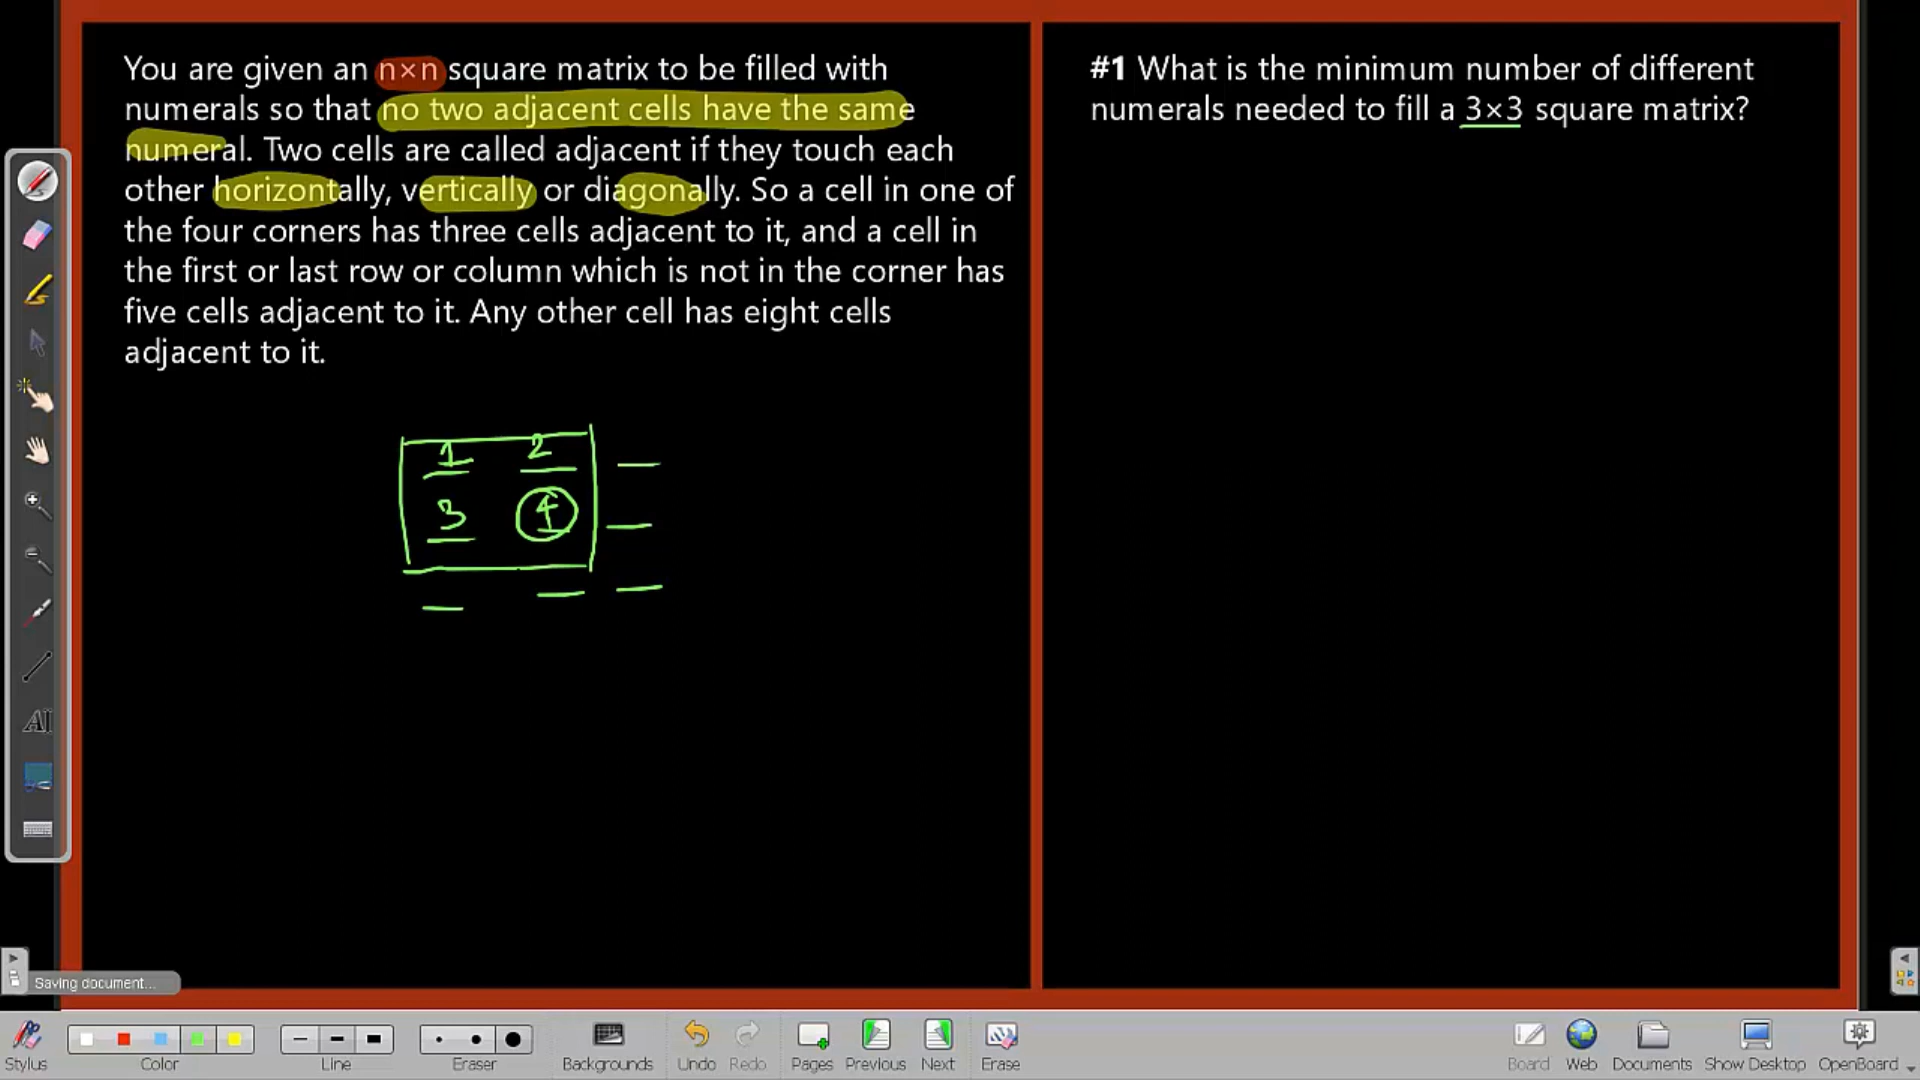 You are given an n×n square matrix to be filled with
numerals so that no two adjacent cells have the same
numeral. Two cells are called adjacent if they touch each
other horizontally, vertically or diagonally. So a cell in one of
the four corners has three cells adjacent to it, and a cell in
the first or last row or column which is not in the corner has
five cells adjacent to it. Any other cell has eight cells
adjacent to it.
1 2
3 4
#1 What is the minimum number of different
numerals needed to fill a 3×3 square matrix?
AI
Saving document...
Stylus Color Line Eraser Backgrounds Undo Redo Pages Previous Next Erase Board Web Documents Show Desktop OpenBoard